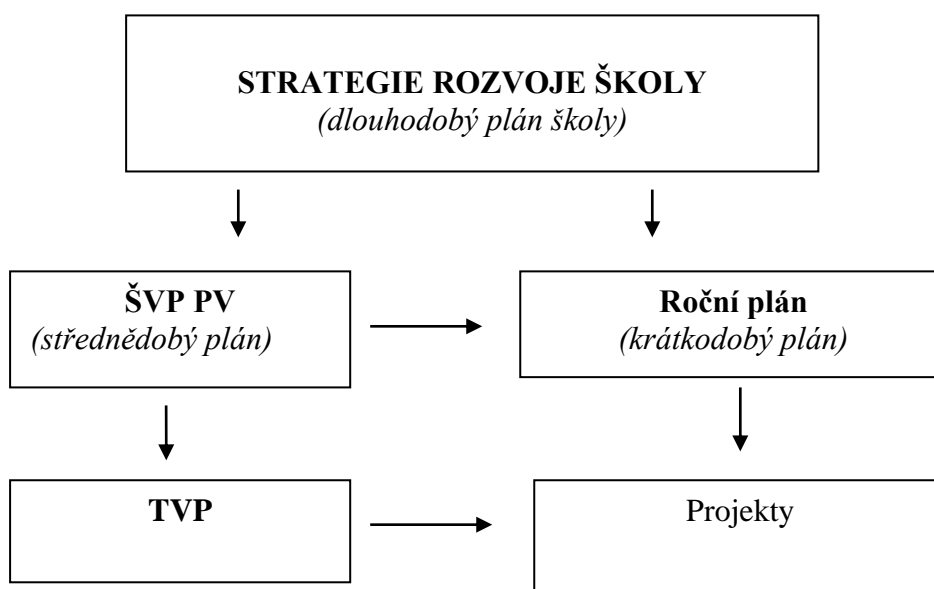 STRATEGIE ROZVOJE ŠKOLY
(dlouhodobý plán školy)
ŠVP PV
(střednědobý plán)
Roční plán
(krátkodobý plán)
TVP
Projekty